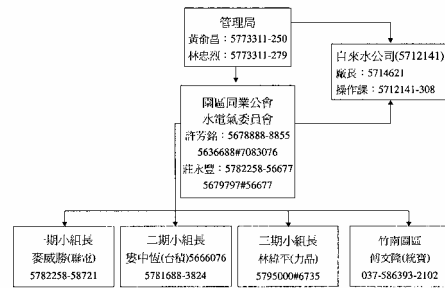 管理局
黃俞昌：5773311-250
林忠烈：5773311-279
自來水公司(5712141)
廠長：5714621
操作課：5712141-308
園區同業公會
水電氣委員會
許芳銘：5678888-8855
5636688#7083076
莊永豐：5782258-56677
5679797#56677
一期小組長
麥威勝(聯電)
5782258-58721
二期小組長
婁中恆(台積)5666076
5781688-3824
三期小組長
林緯平(力晶)
5795000#6735
竹南園區
傅文隆(統寶)
037-586393-2102